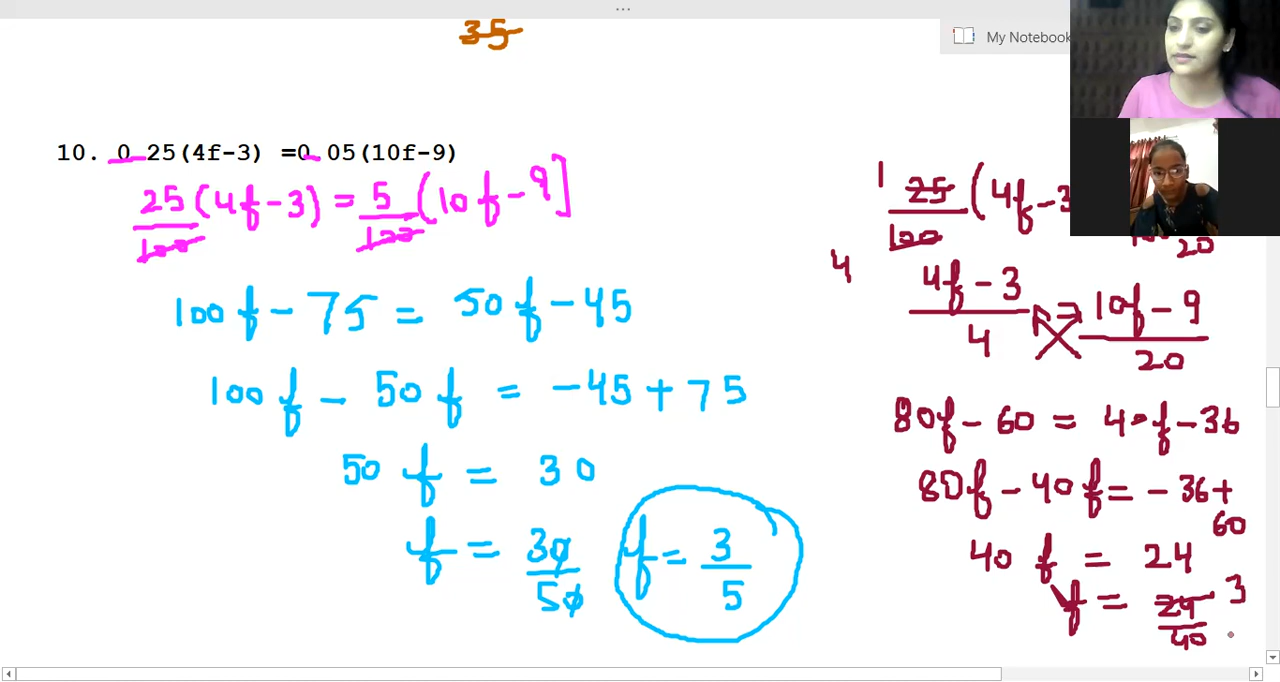 ...
35
My Notebook
10. 0 25(4f-3) =0 05(10f-9)
25/100 (4f-3) = 5/100 (10f-9]
100f - 75 = 50f - 45
100f - 50f = -45 + 75
50f = 30
f = 30/50 f = 3/5
1 25/100 (4f-3
20
4
4f-3/4 = 10f-9/20
80f - 60 = 40f - 36
80f - 40f = - 36 +
60
40f = 24
f = 24/40 3